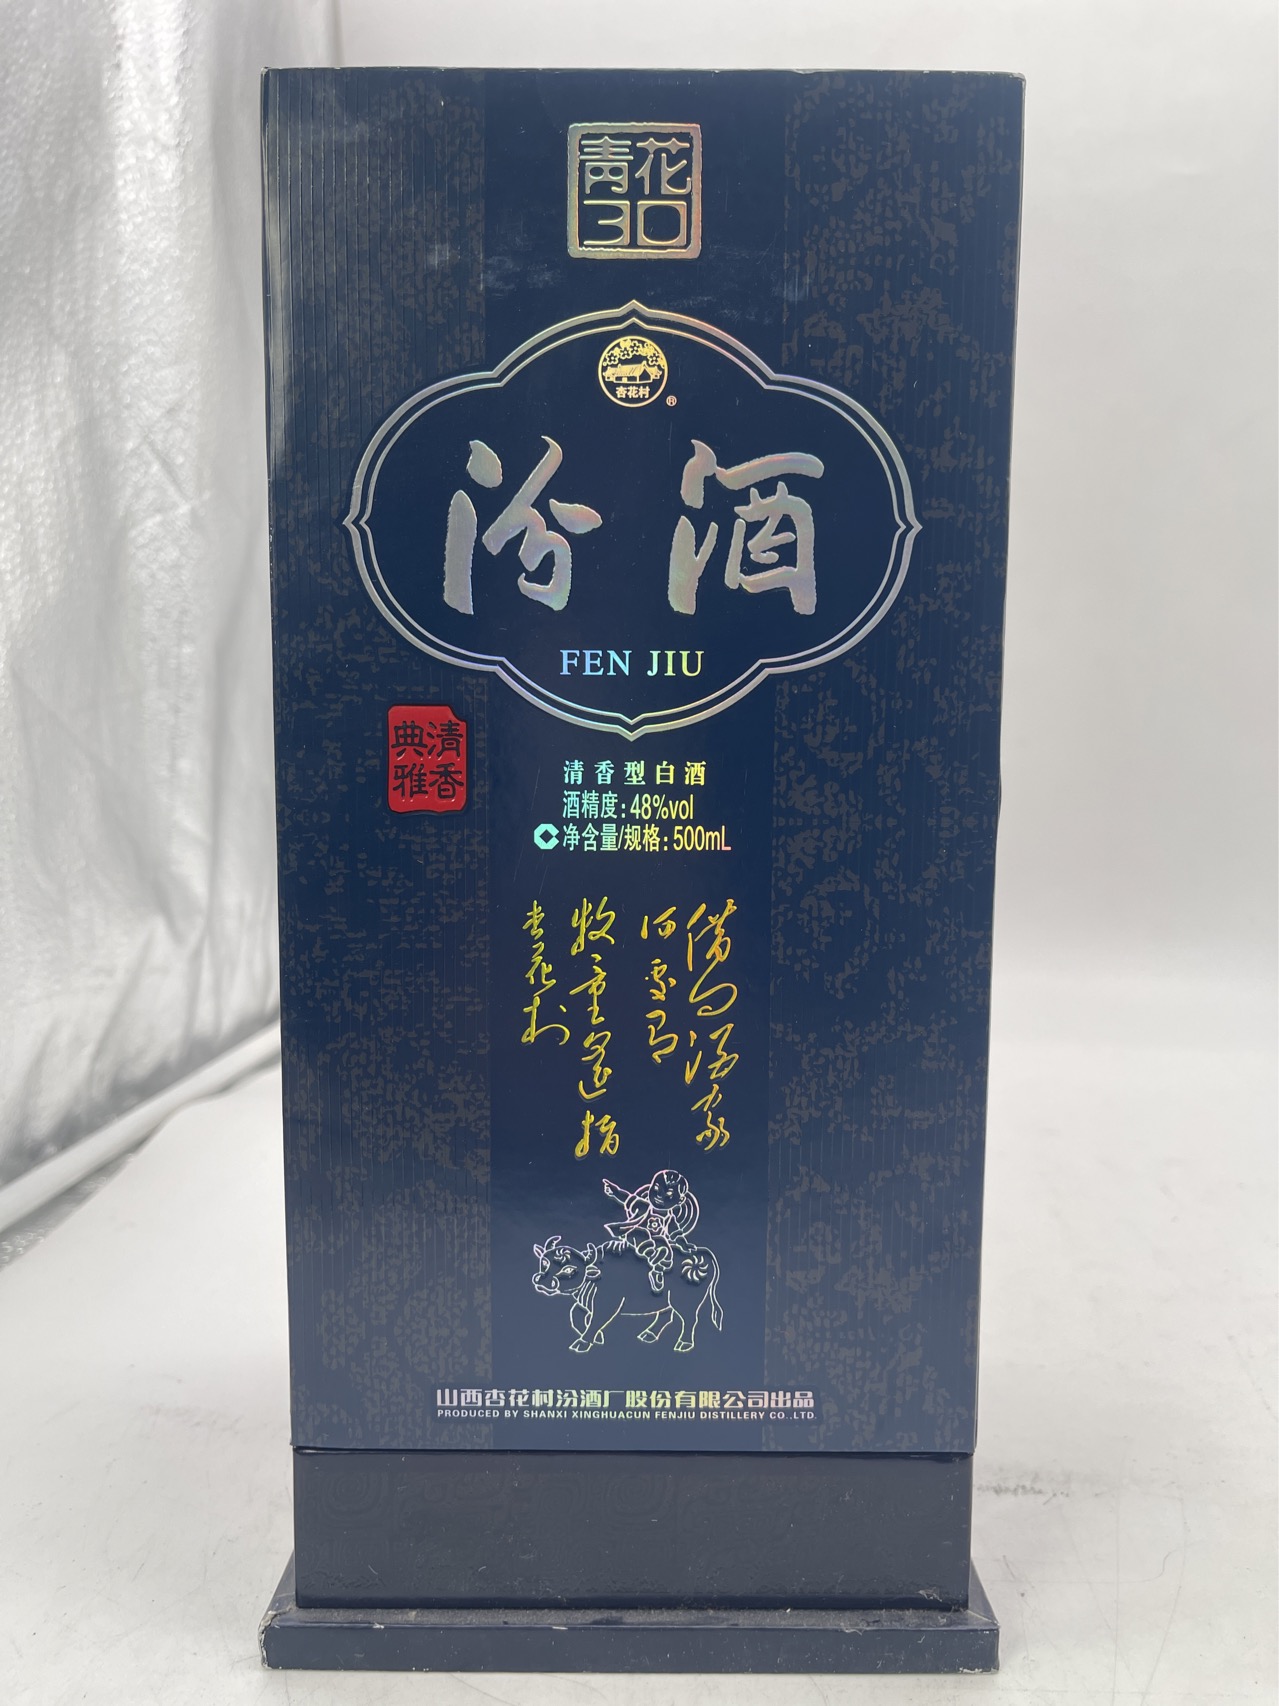 青花
30
杏花村
®
汾酒
FEN JIU
清香
典雅
清香型白酒
酒精度:48%vol
净含量/规格:500mL
借问酒家
何处有
牧童遥指
杏花村
山西杏花村汾酒厂股份有限公司出品
PRODUCED BY SHANXI XINGHUACUN FENJIU DISTILLERY CO.,LTD.